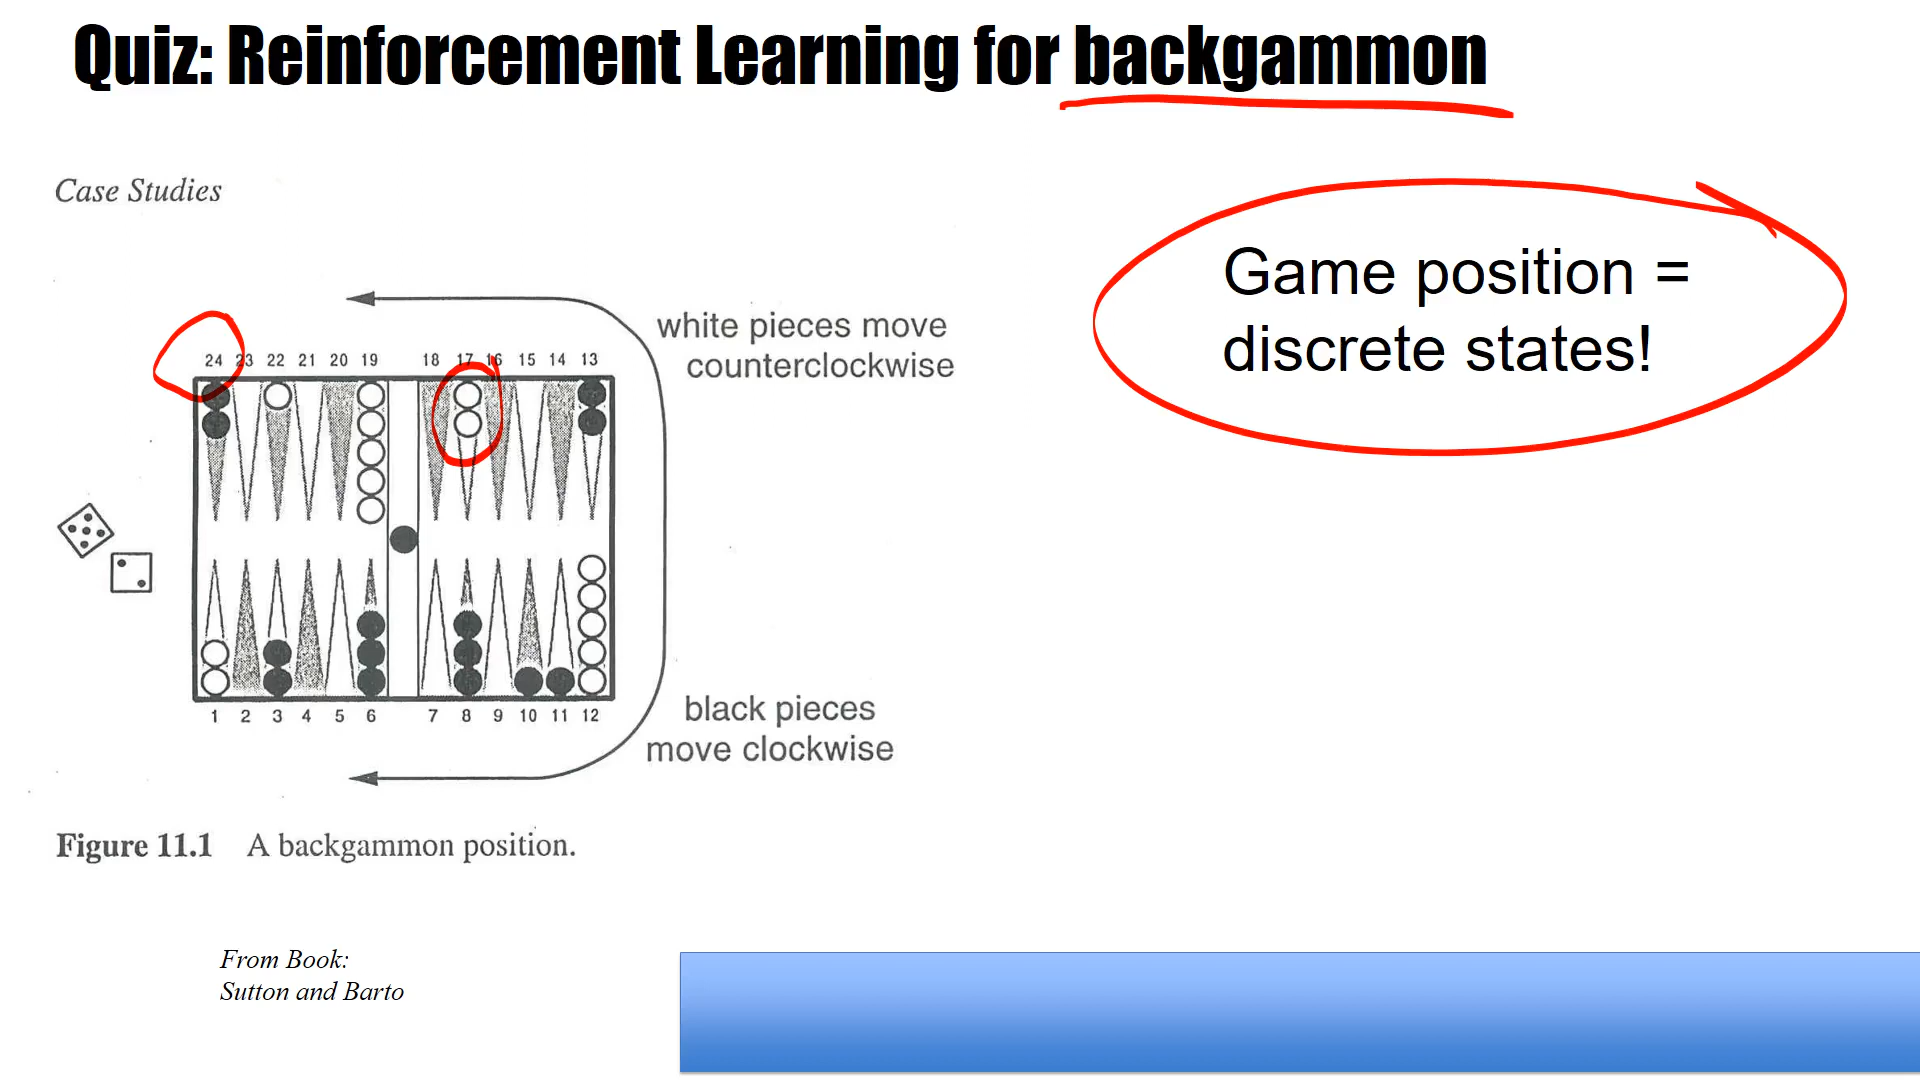 Quiz: Reinforcement Learning for backgammon
Case Studies
Game position =
discrete states!
white pieces move
counterclockwise
24 23 22 21 20 19 18 17 16 15 14 13
1 2 3 4 5 6 7 8 9 10 11 12
black pieces
move clockwise
Figure 11.1 A backgammon position.
From Book:
Sutton and Barto